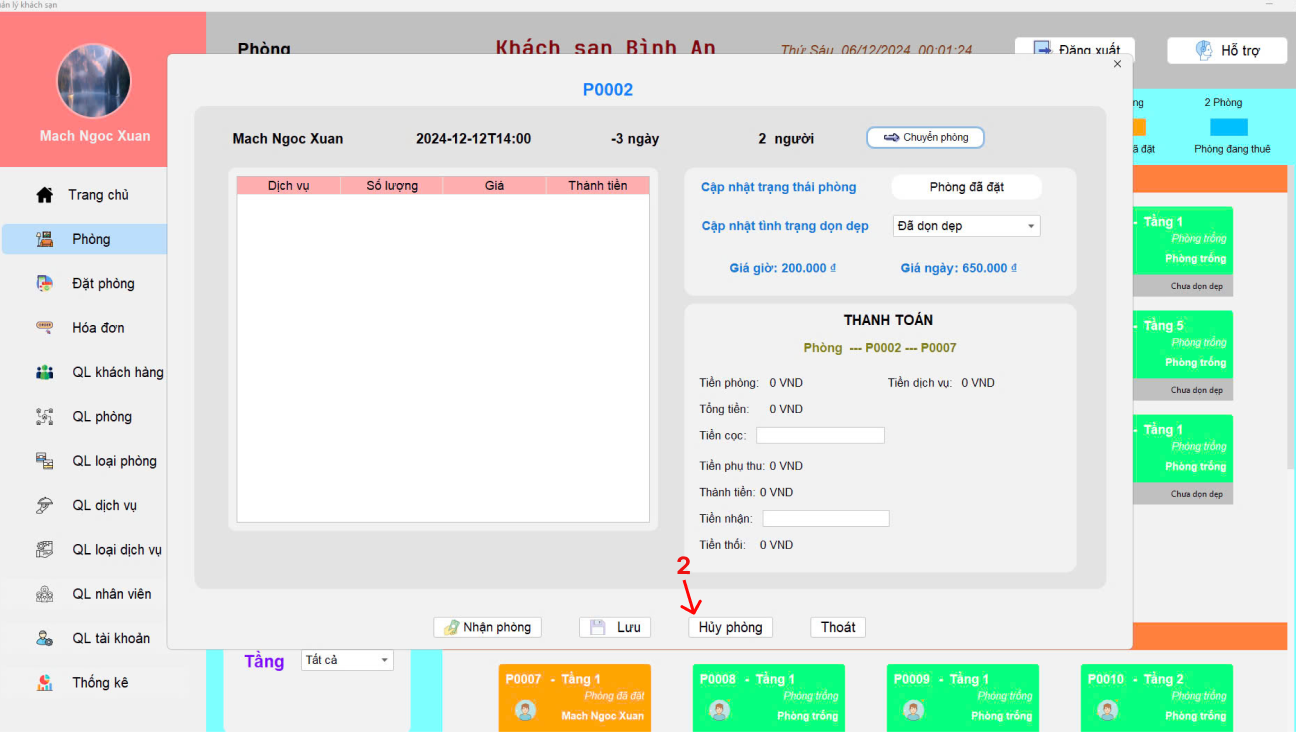 ản lý khách sạn
Phòng
Khách sạn Bình An
Thứ Sáu, 06/12/2024, 00:01:24
Đăng xuất
Hỗ trợ
Mach Ngoc Xuan
ng
2 Phòng
ã đặt
Phòng đang thuê
P0002
Mach Ngoc Xuan
2024-12-12T14:00
-3 ngày
2 người
Chuyển phòng
Dịch vụ
Số lượng
Giá
Thành tiền
Cập nhật trạng thái phòng
Phòng đã đặt
Cập nhật tình trạng dọn dẹp
Đã dọn dẹp
Giá giờ: 200.000 ₫
Giá ngày: 650.000 ₫
THANH TOÁN
Phòng --- P0002 --- P0007
Tiền phòng: 0 VND
Tiền dịch vụ: 0 VND
Tổng tiền: 0 VND
Tiền cọc:
Tiền phụ thu: 0 VND
Thành tiền: 0 VND
Tiền nhận:
Tiền thối: 0 VND
2
Nhận phòng
Lưu
Hủy phòng
Thoát
Trang chủ
Phòng
Đặt phòng
Hóa đơn
QL khách hàng
QL phòng
QL loại phòng
QL dịch vụ
QL loại dịch vụ
QL nhân viên
QL tài khoản
Thống kê
- Tầng 1
Phòng trống
Phòng trống
Chưa dọn dẹp
- Tầng 5
Phòng trống
Phòng trống
Chưa dọn dẹp
- Tầng 1
Phòng trống
Phòng trống
Chưa dọn dẹp
Tầng
Tất cả
P0007 - Tầng 1
Phòng đã đặt
Mach Ngoc Xuan
P0008 - Tầng 1
Phòng trống
Phòng trống
P0009 - Tầng 1
Phòng trống
Phòng trống
P0010 - Tầng 2
Phòng trống
Phòng trống